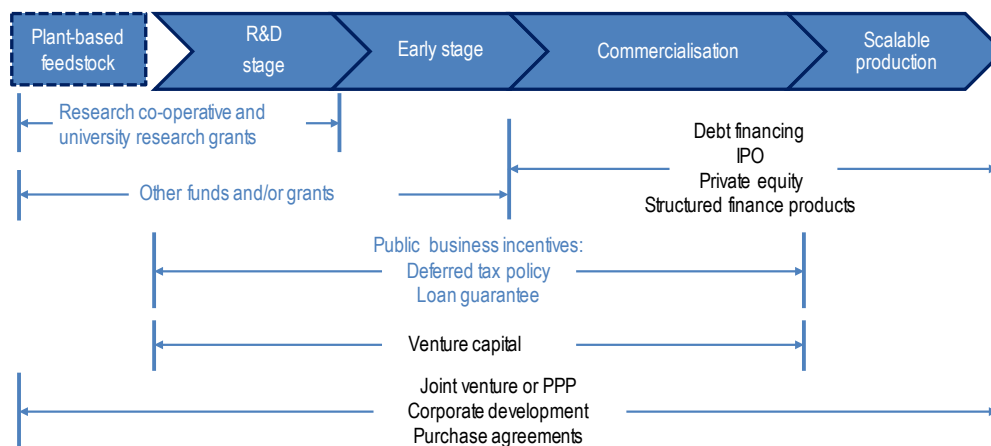 Plant-based
feedstock
R&D
stage
Early stage
Commercialisation
Scalable
production
Research co-operative and
university research grants
Other funds and/or grants
Debt financing
IPO
Private equity
Structured finance products
Public business incentives:
Deferred tax policy
Loan guarantee
Venture capital
Joint venture or PPP
Corporate development
Purchase agreements